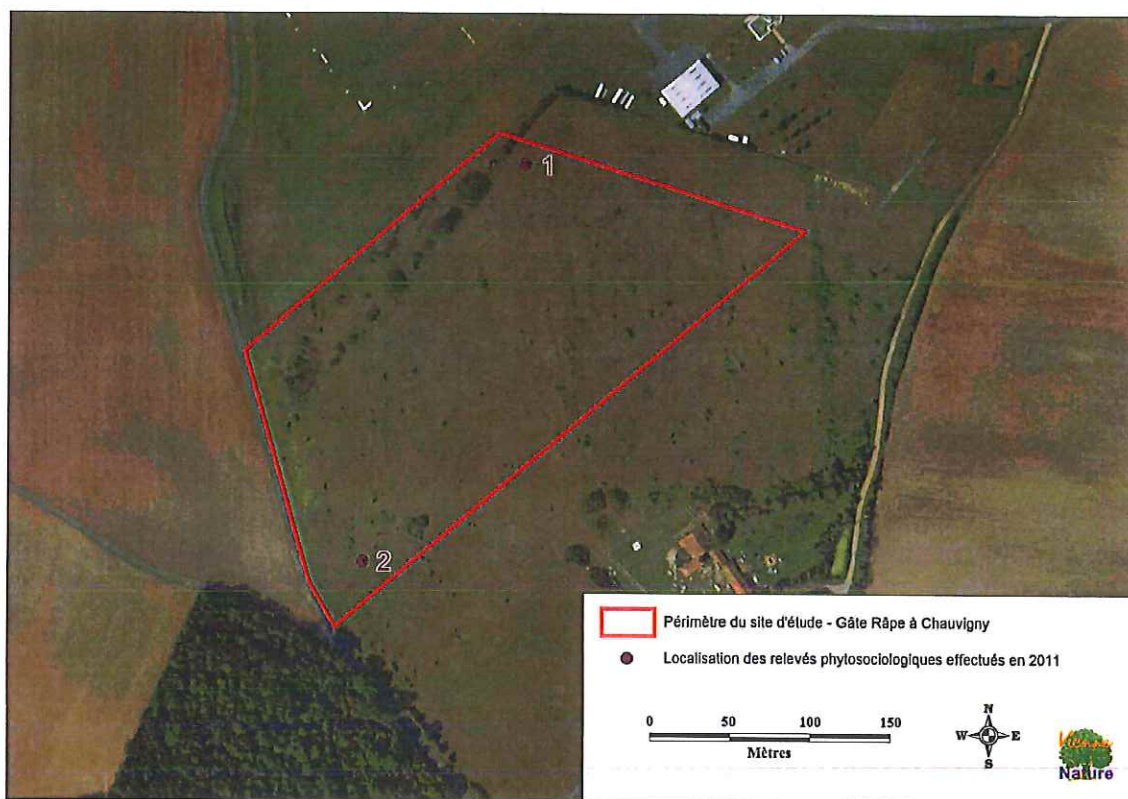 1
2
Périmètre du site d'étude - Gâte Râpe à Chauvigny
Localisation des relevés phytosociologiques effectués en 2011
0 50 100 150
Mètres
N
W E
S
Vienne
Nature